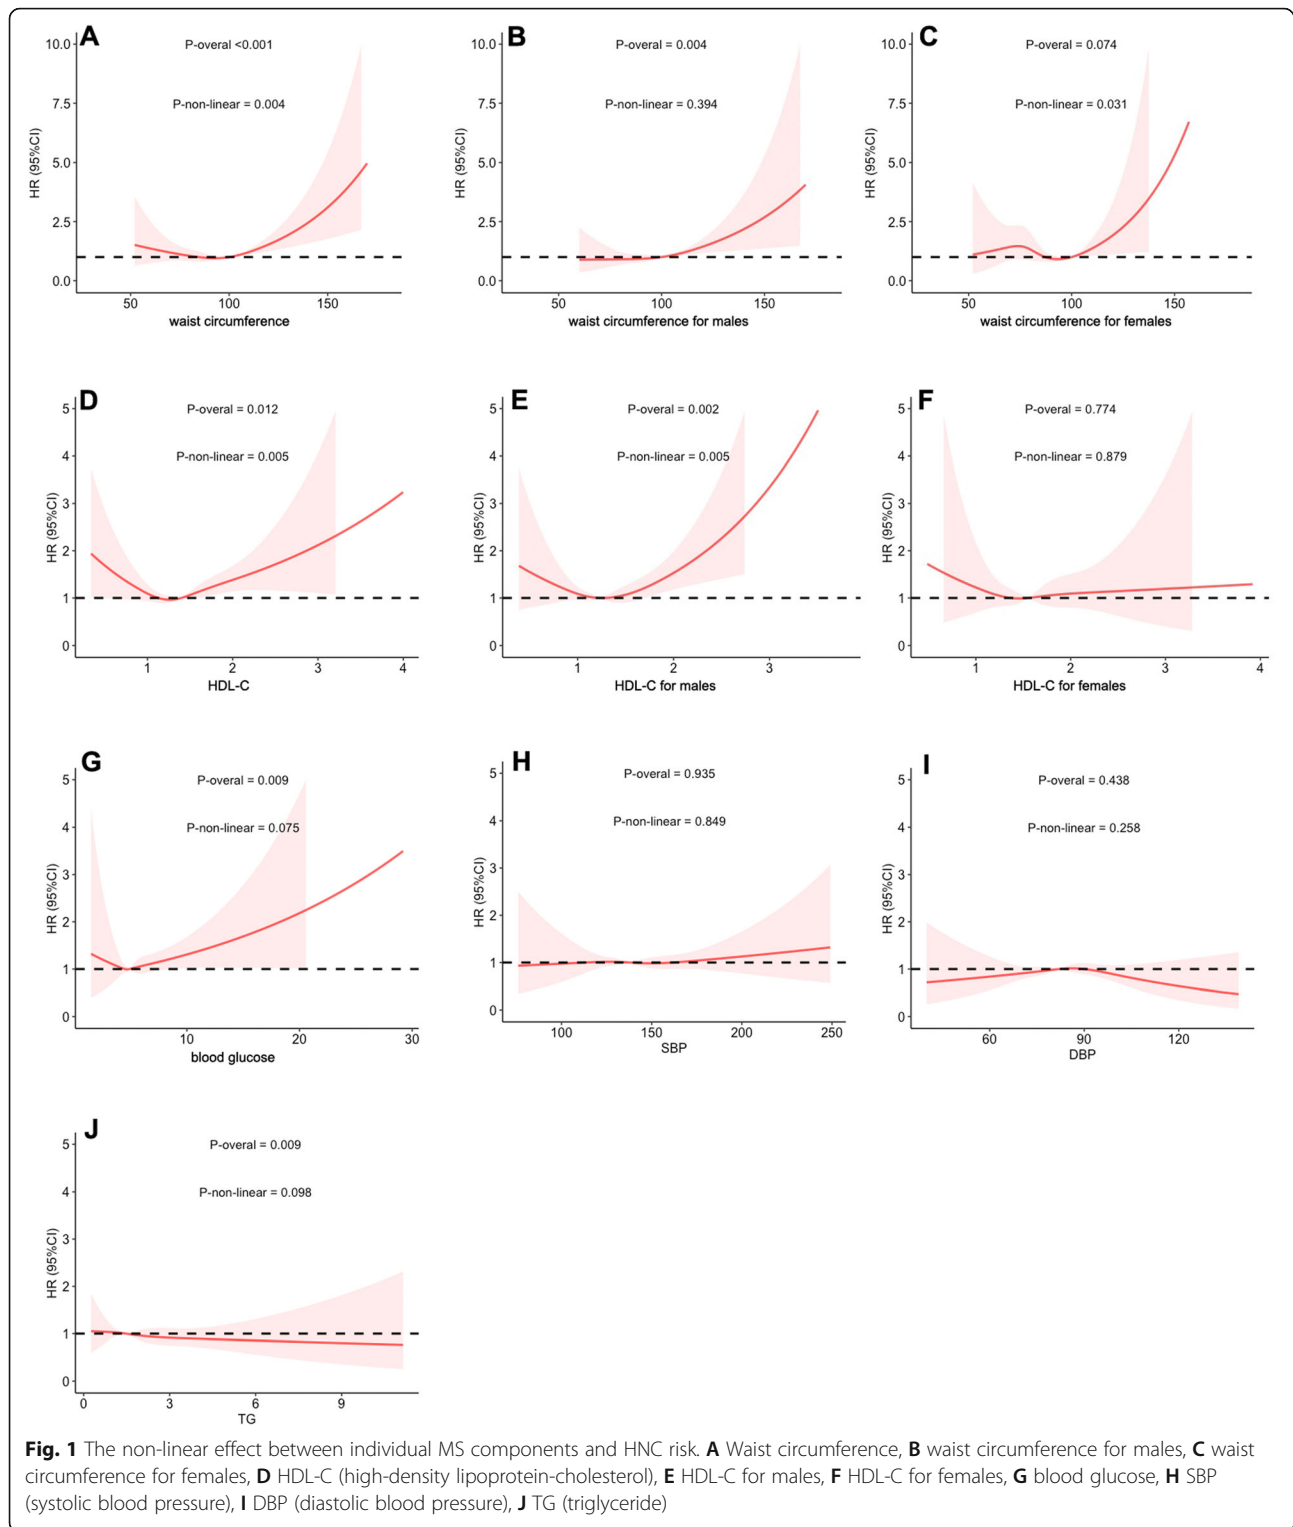 A
P-overal <0.001
P-non-linear = 0.004
HR (95%CI)
10.0
7.5
5.0
2.5
0.0
50 100 150
waist circumference
B
P-overal = 0.004
P-non-linear = 0.394
HR (95%CI)
10.0
7.5
5.0
2.5
0.0
50 100 150
waist circumference for males
C
P-overal = 0.074
P-non-linear = 0.031
HR (95%CI)
10.0
7.5
5.0
2.5
0.0
50 100 150
waist circumference for females
D
P-overal = 0.012
P-non-linear = 0.005
HR (95%CI)
5
4
3
2
1
0
1 2 3 4
HDL-C
E
P-overal = 0.002
P-non-linear = 0.005
HR (95%CI)
5
4
3
2
1
0
1 2 3
HDL-C for males
F
P-overal = 0.774
P-non-linear = 0.879
HR (95%CI)
5
4
3
2
1
0
1 2 3 4
HDL-C for females
G
P-overal = 0.009
P-non-linear = 0.075
HR (95%CI)
5
4
3
2
1
0
10 20 30
blood glucose
H
P-overal = 0.935
P-non-linear = 0.849
HR (95%CI)
5
4
3
2
1
0
100 150 200 250
SBP
I
P-overal = 0.438
P-non-linear = 0.258
HR (95%CI)
5
4
3
2
1
0
60 90 120
DBP
J
P-overal = 0.009
P-non-linear = 0.098
HR (95%CI)
5
4
3
2
1
0
0 3 6 9
TG
Fig. 1 The non-linear effect between individual MS components and HNC risk. A Waist circumference, B waist circumference for males, C waist
circumference for females, D HDL-C (high-density lipoprotein-cholesterol), E HDL-C for males, F HDL-C for females, G blood glucose, H SBP
(systolic blood pressure), I DBP (diastolic blood pressure), J TG (triglyceride)